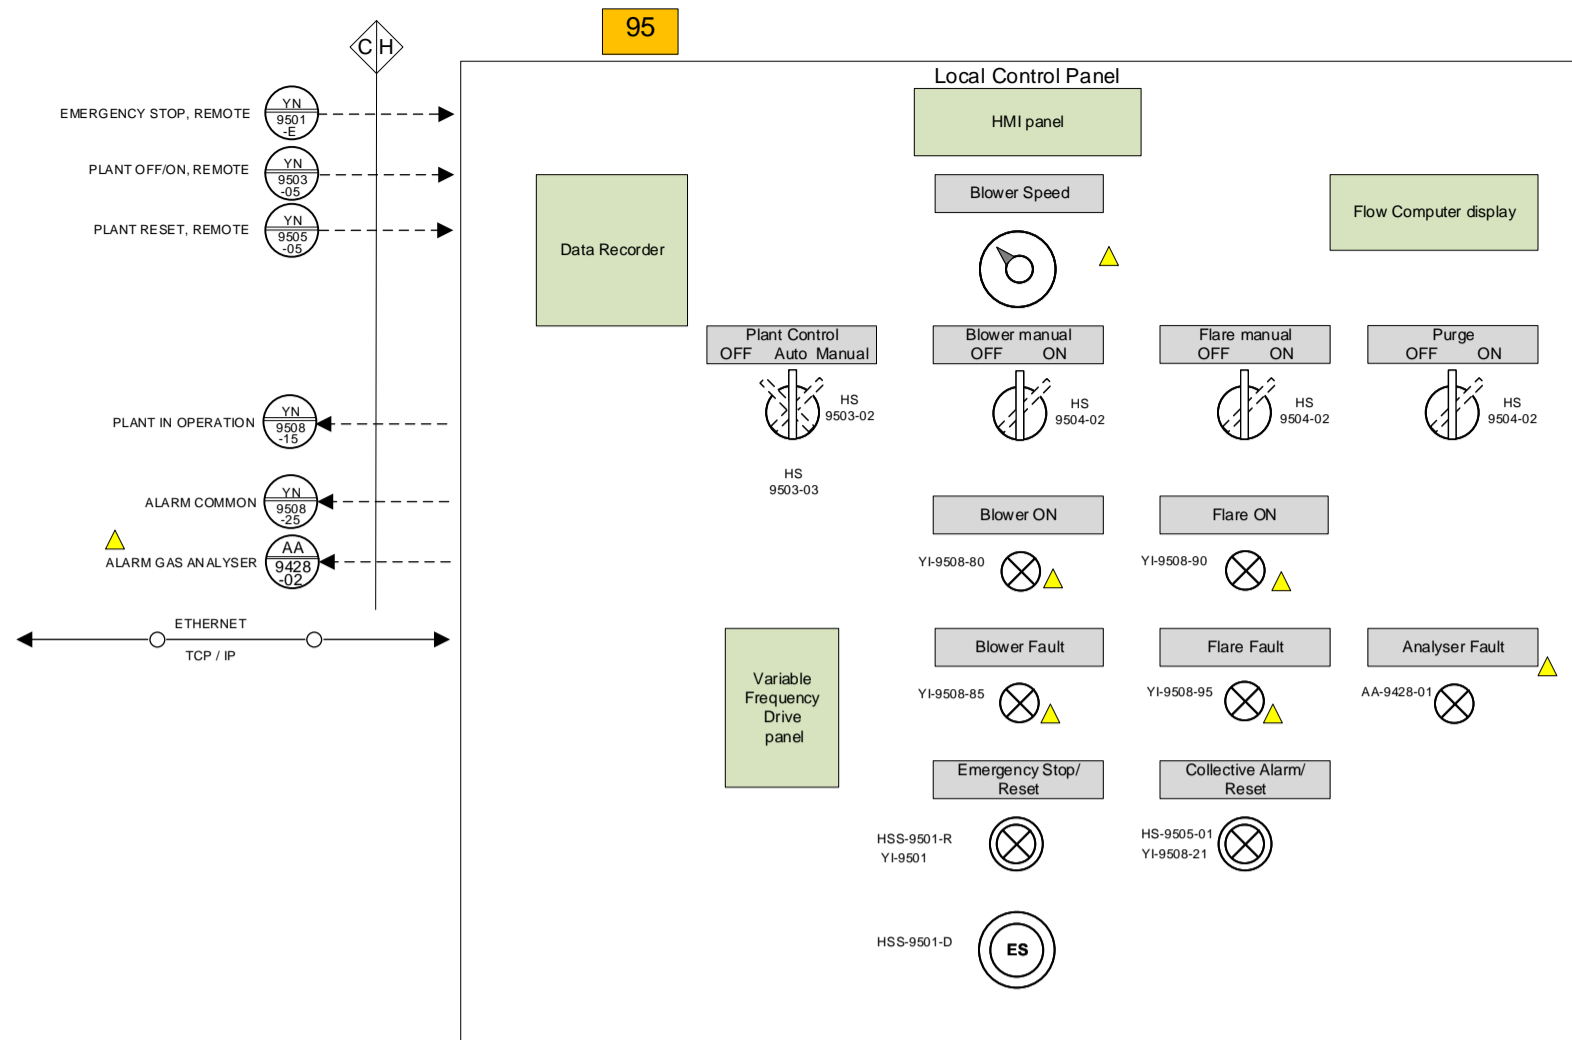 95
C H
Local Control Panel
EMERGENCY STOP, REMOTE
YN
9501
-E
PLANT OFF/ON, REMOTE
YN
9503
-05
PLANT RESET, REMOTE
YN
9505
-05
HMI panel
Data Recorder
Blower Speed
Flow Computer display
Plant Control
OFF Auto Manual
HS
9503-02
HS
9503-03
Blower manual
OFF ON
HS
9504-02
Flare manual
OFF ON
HS
9504-02
Purge
OFF ON
HS
9504-02
PLANT IN OPERATION
YN
9508
-15
ALARM COMMON
YN
9508
-25
ALARM GAS ANALYSER
AA
9428
-02
ETHERNET
TCP / IP
Blower ON
YI-9508-80
Flare ON
YI-9508-90
Variable
Frequency
Drive
panel
Blower Fault
YI-9508-85
Flare Fault
YI-9508-95
Analyser Fault
AA-9428-01
Emergency Stop/
Reset
HSS-9501-R
YI-9501
Collective Alarm/
Reset
HS-9505-01
YI-9508-21
HSS-9501-D
ES